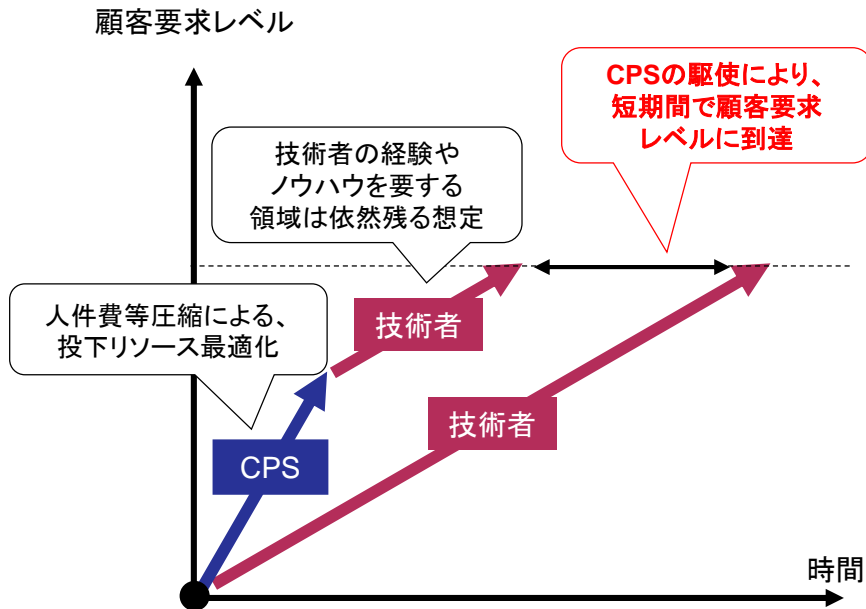 顧客要求レベル
CPSの駆使により、
短期間で顧客要求
レベルに到達
技術者の経験や
ノウハウを要する
領域は依然残る想定
人件費等圧縮による、
投下リソース最適化
技術者
技術者
CPS
時間